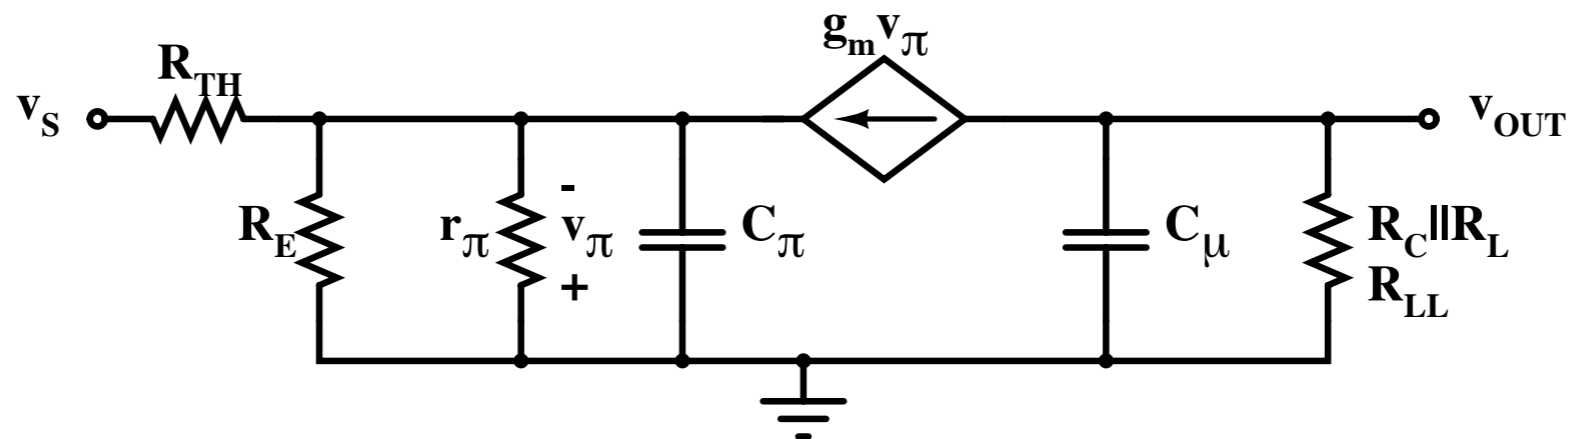 g_m v_π
R_TH
v_S
v_OUT
R_E
r_π
-
v_π
+
C_π
C_μ
R_C||R_L
R_LL